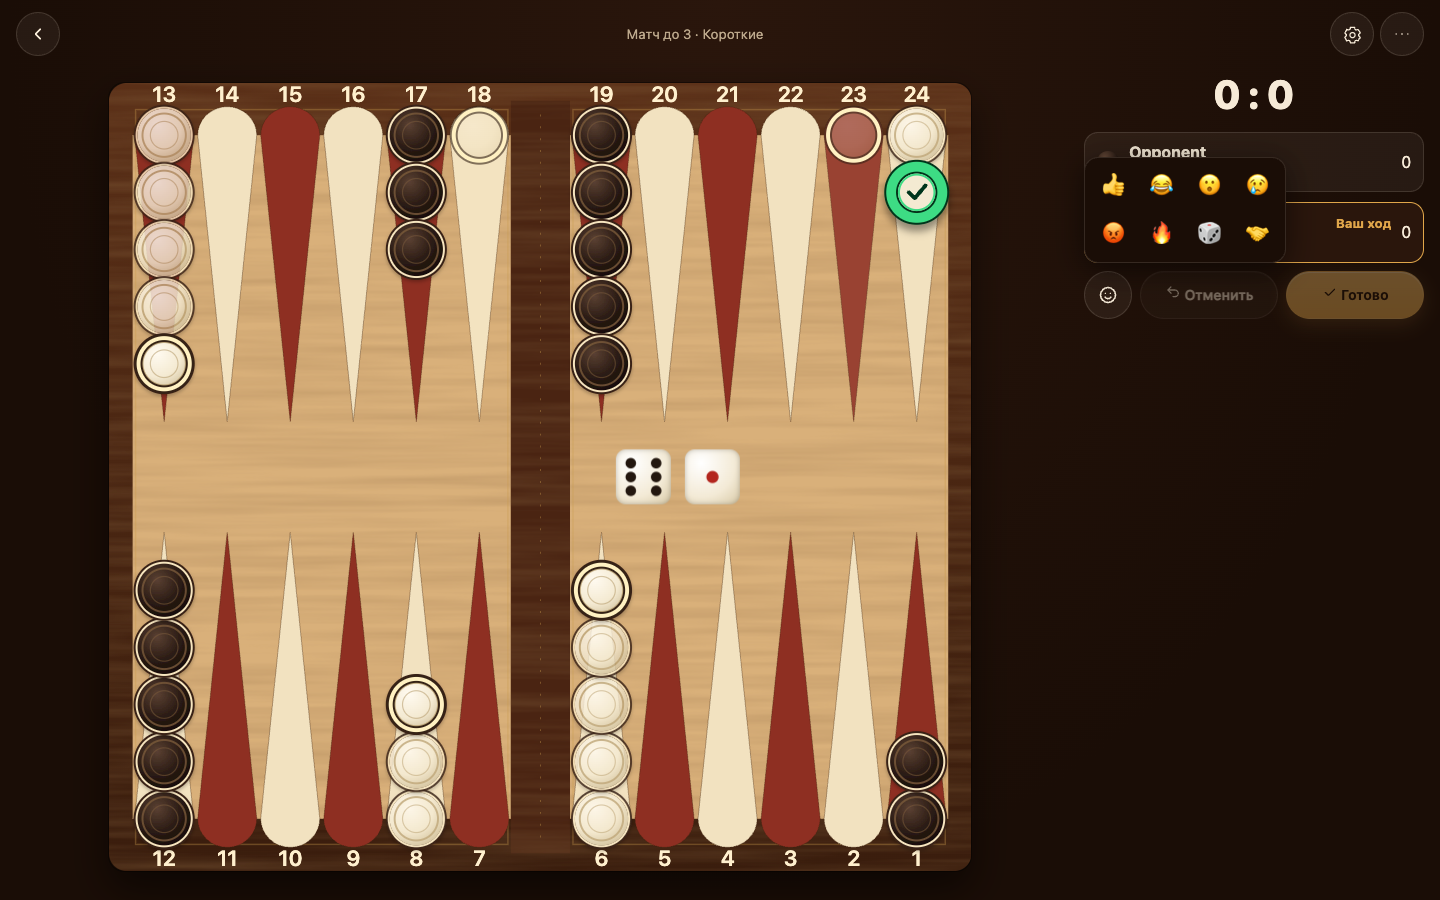 Матч до 3 · Короткие
0 : 0
13 14 15 16 17 18 19 20 21 22 23 24
Opponent
0
Ваш ход
0
Отменить
Готово
12 11 10 9 8 7 6 5 4 3 2 1